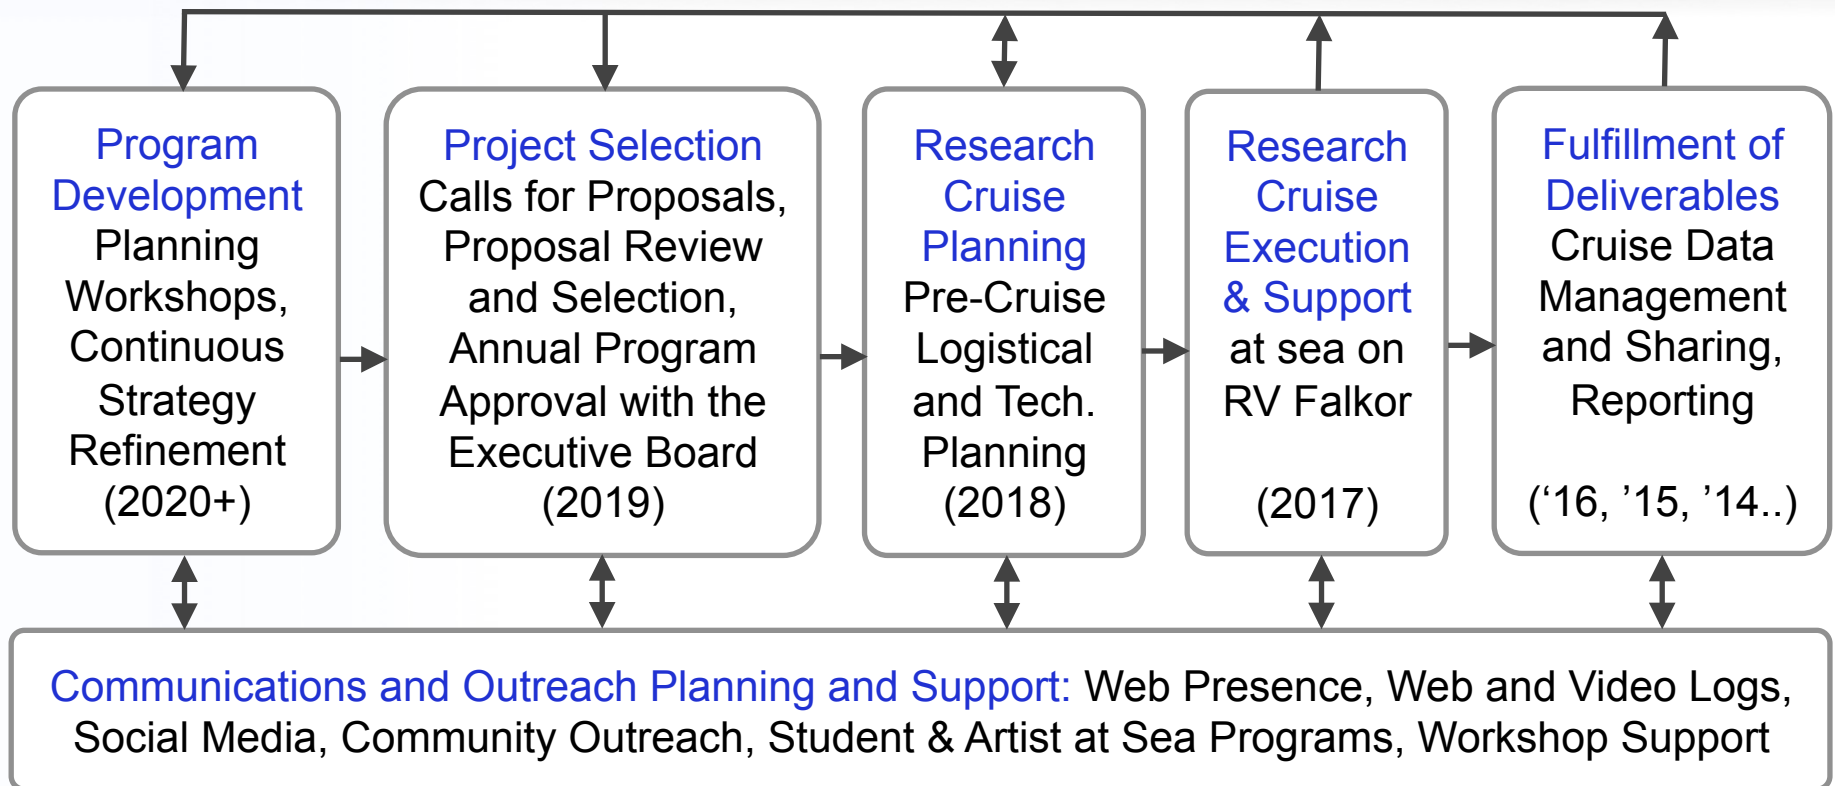 Program
Development
Planning
Workshops,
Continuous
Strategy
Refinement
(2020+)
Project Selection
Calls for Proposals,
Proposal Review
and Selection,
Annual Program
Approval with the
Executive Board
(2019)
Research
Cruise
Planning
Pre-Cruise
Logistical
and Tech.
Planning
(2018)
Research
Cruise
Execution
& Support
at sea on
RV Falkor
(2017)
Fulfillment of
Deliverables
Cruise Data
Management
and Sharing,
Reporting
(‘16, ’15, ’14..)
Communications and Outreach Planning and Support: Web Presence, Web and Video Logs,
Social Media, Community Outreach, Student & Artist at Sea Programs, Workshop Support